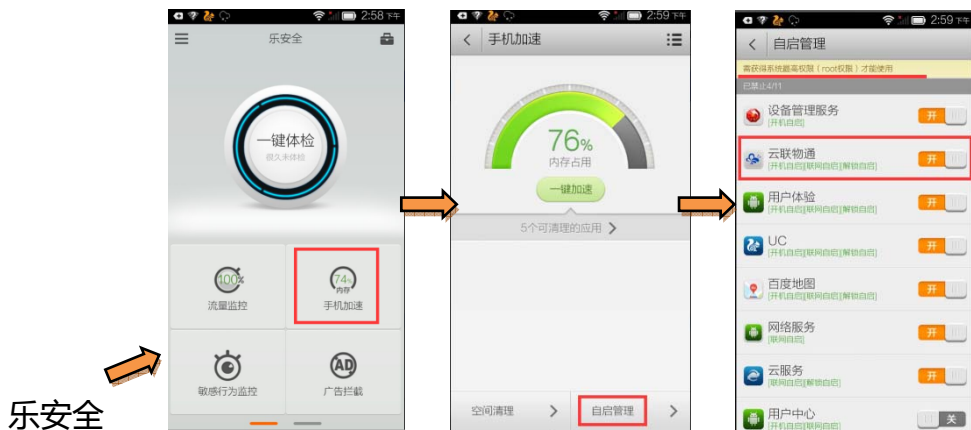 2:58 下午
乐安全
一键体检
很久未体检
100%
流量监控
74%
内存
手机加速
敏感行为监控
AD
广告拦截
乐安全
2:59 下午
手机加速
76%
内存占用
一键加速
5个可清理的应用
空间清理
自启管理
2:59 下午
自启管理
需获得系统最高权限（root权限）才能使用
已禁止4/11
设备管理服务
[开机自启]
开
云联物通
[开机自启][联网自启][解锁自启]
开
用户体验
[开机自启][联网自启][解锁自启]
开
UC
[开机自启][联网自启][解锁自启]
开
百度地图
[开机自启][联网自启][解锁自启]
开
网络服务
[联网自启]
开
云服务
[联网自启][解锁自启]
开
用户中心
[开机自启][联网自启]
关